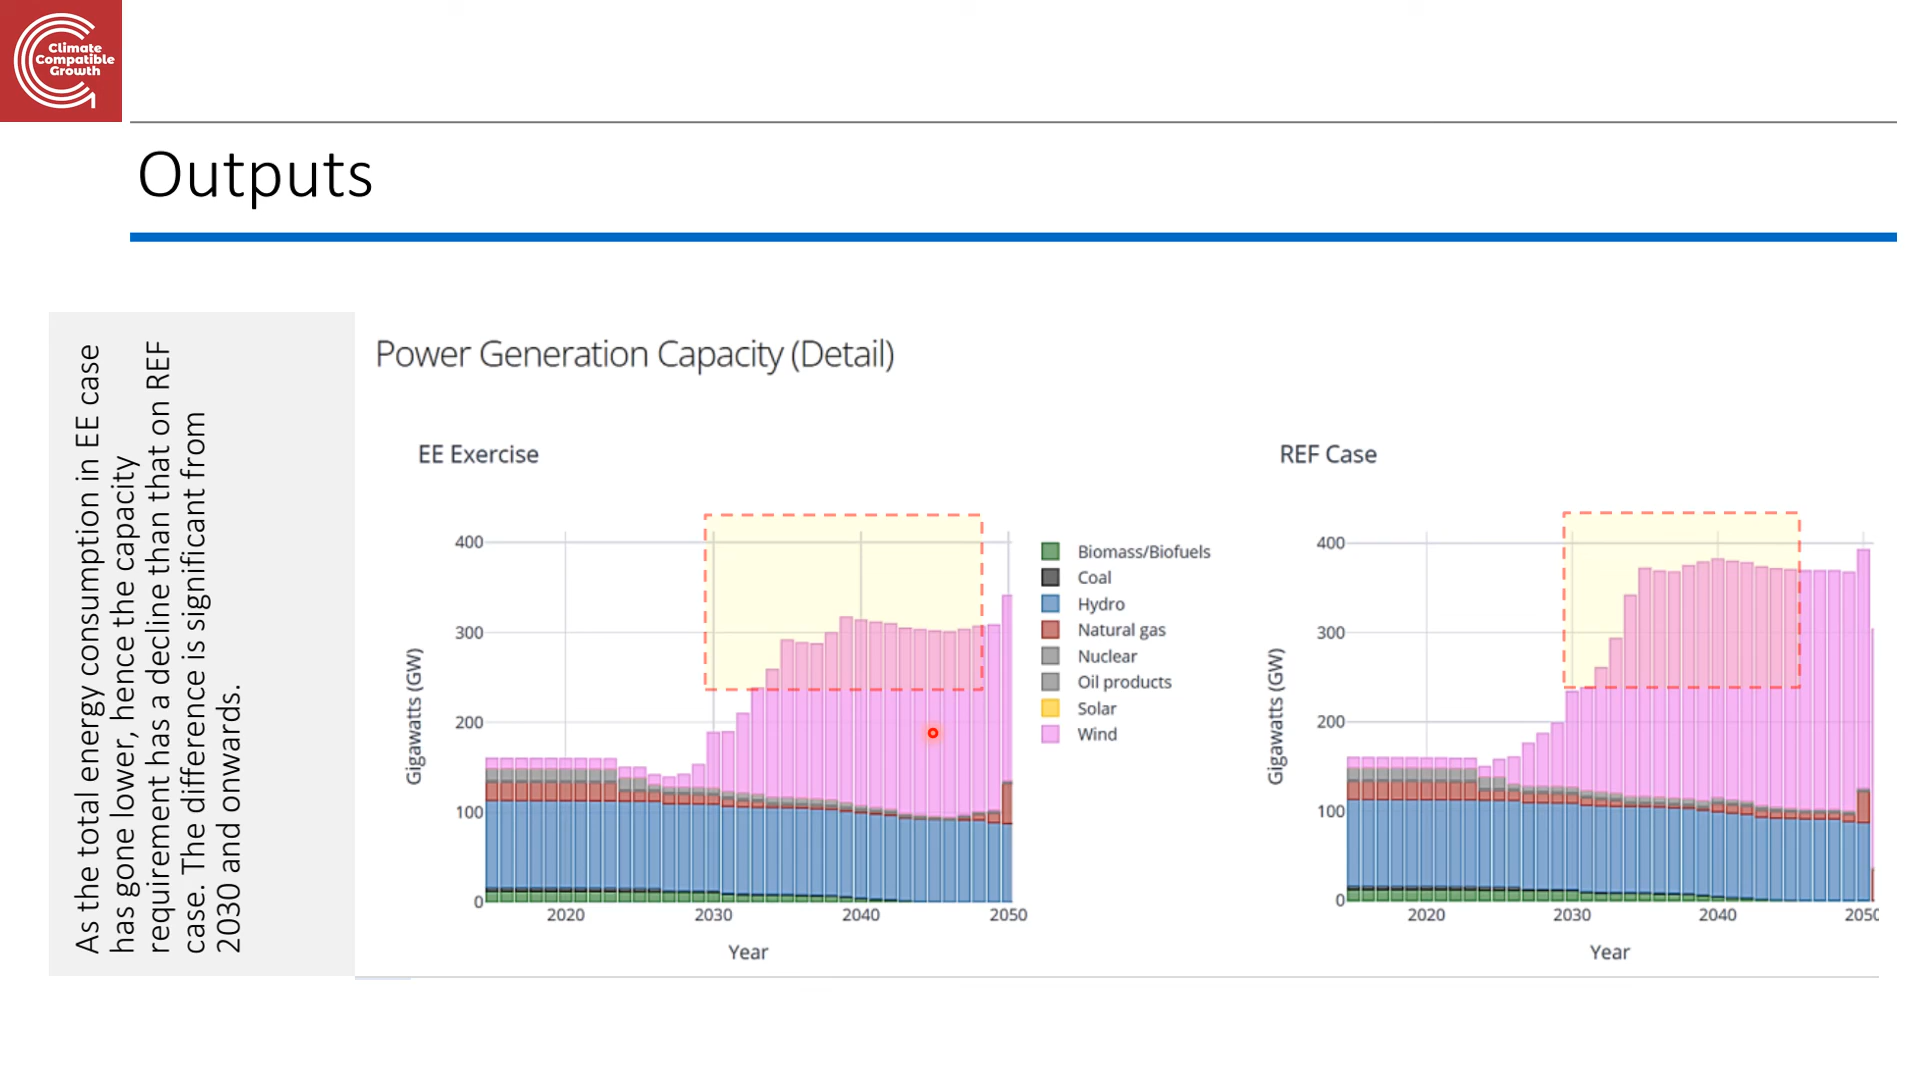 Climate
Compatible
Growth
Outputs
As the total energy consumption in EE case
has gone lower, hence the capacity
requirement has a decline than that on REF
case. The difference is significant from
2030 and onwards.
Power Generation Capacity (Detail)
EE Exercise
Gigawatts (GW)
400
300
200
100
0
2020 2030 2040 2050
Year
Biomass/Biofuels
Coal
Hydro
Natural gas
Nuclear
Oil products
Solar
Wind
REF Case
Gigawatts (GW)
400
300
200
100
0
2020 2030 2040 2050
Year